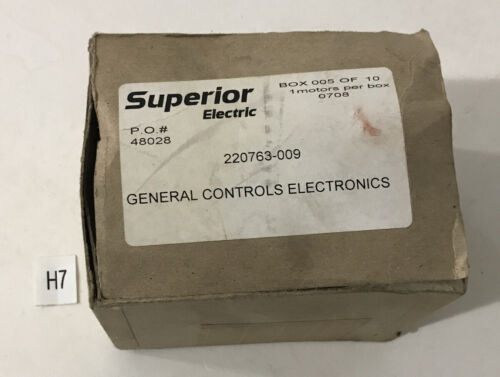 Superior
Electric
BOX 005 OF 10
1 motors per box
0708
P.O.#
48028
220763-009
GENERAL CONTROLS ELECTRONICS
H7